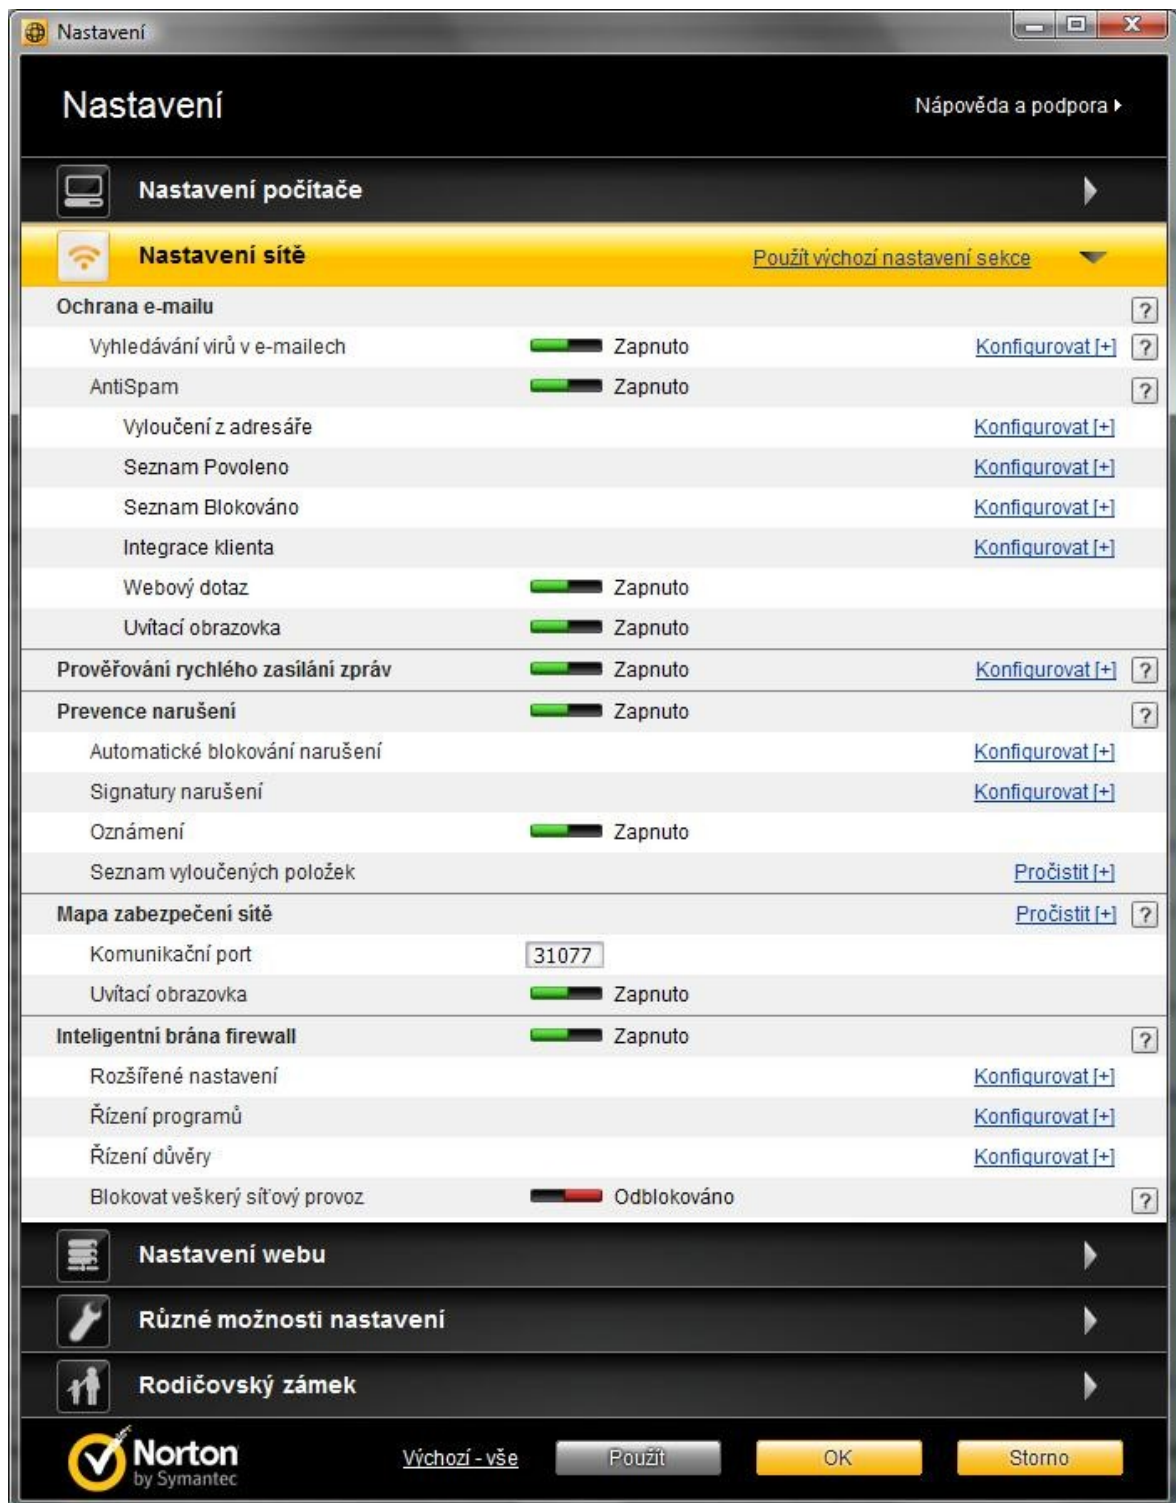 Nastavení
Nastavení
Nápověda a podpora
Nastavení počítače
Nastavení sítě Použít výchozí nastavení sekce
Ochrana e-mailu ?
Vyhledávání virů v e-mailech Zapnuto Konfigurovat [+] ?
AntiSpam Zapnuto ?
Vyloučení z adresáře Konfigurovat [+]
Seznam Povoleno Konfigurovat [+]
Seznam Blokováno Konfigurovat [+]
Integrace klienta Konfigurovat [+]
Webový dotaz Zapnuto
Uvítací obrazovka Zapnuto
Prověřování rychlého zasílání zpráv Zapnuto Konfigurovat [+] ?
Prevence narušení Zapnuto ?
Automatické blokování narušení Konfigurovat [+]
Signatury narušení Konfigurovat [+]
Oznámení Zapnuto
Seznam vyloučených položek Pročistit [+]
Mapa zabezpečení sítě Pročistit [+] ?
Komunikační port 31077
Uvítací obrazovka Zapnuto
Inteligentní brána firewall Zapnuto ?
Rozšířené nastavení Konfigurovat [+]
Řízení programů Konfigurovat [+]
Řízení důvěry Konfigurovat [+]
Blokovat veškerý síťový provoz Odblokováno ?
Nastavení webu
Různé možnosti nastavení
Rodičovský zámek
Norton
by Symantec
Výchozí - vše Použít OK Storno